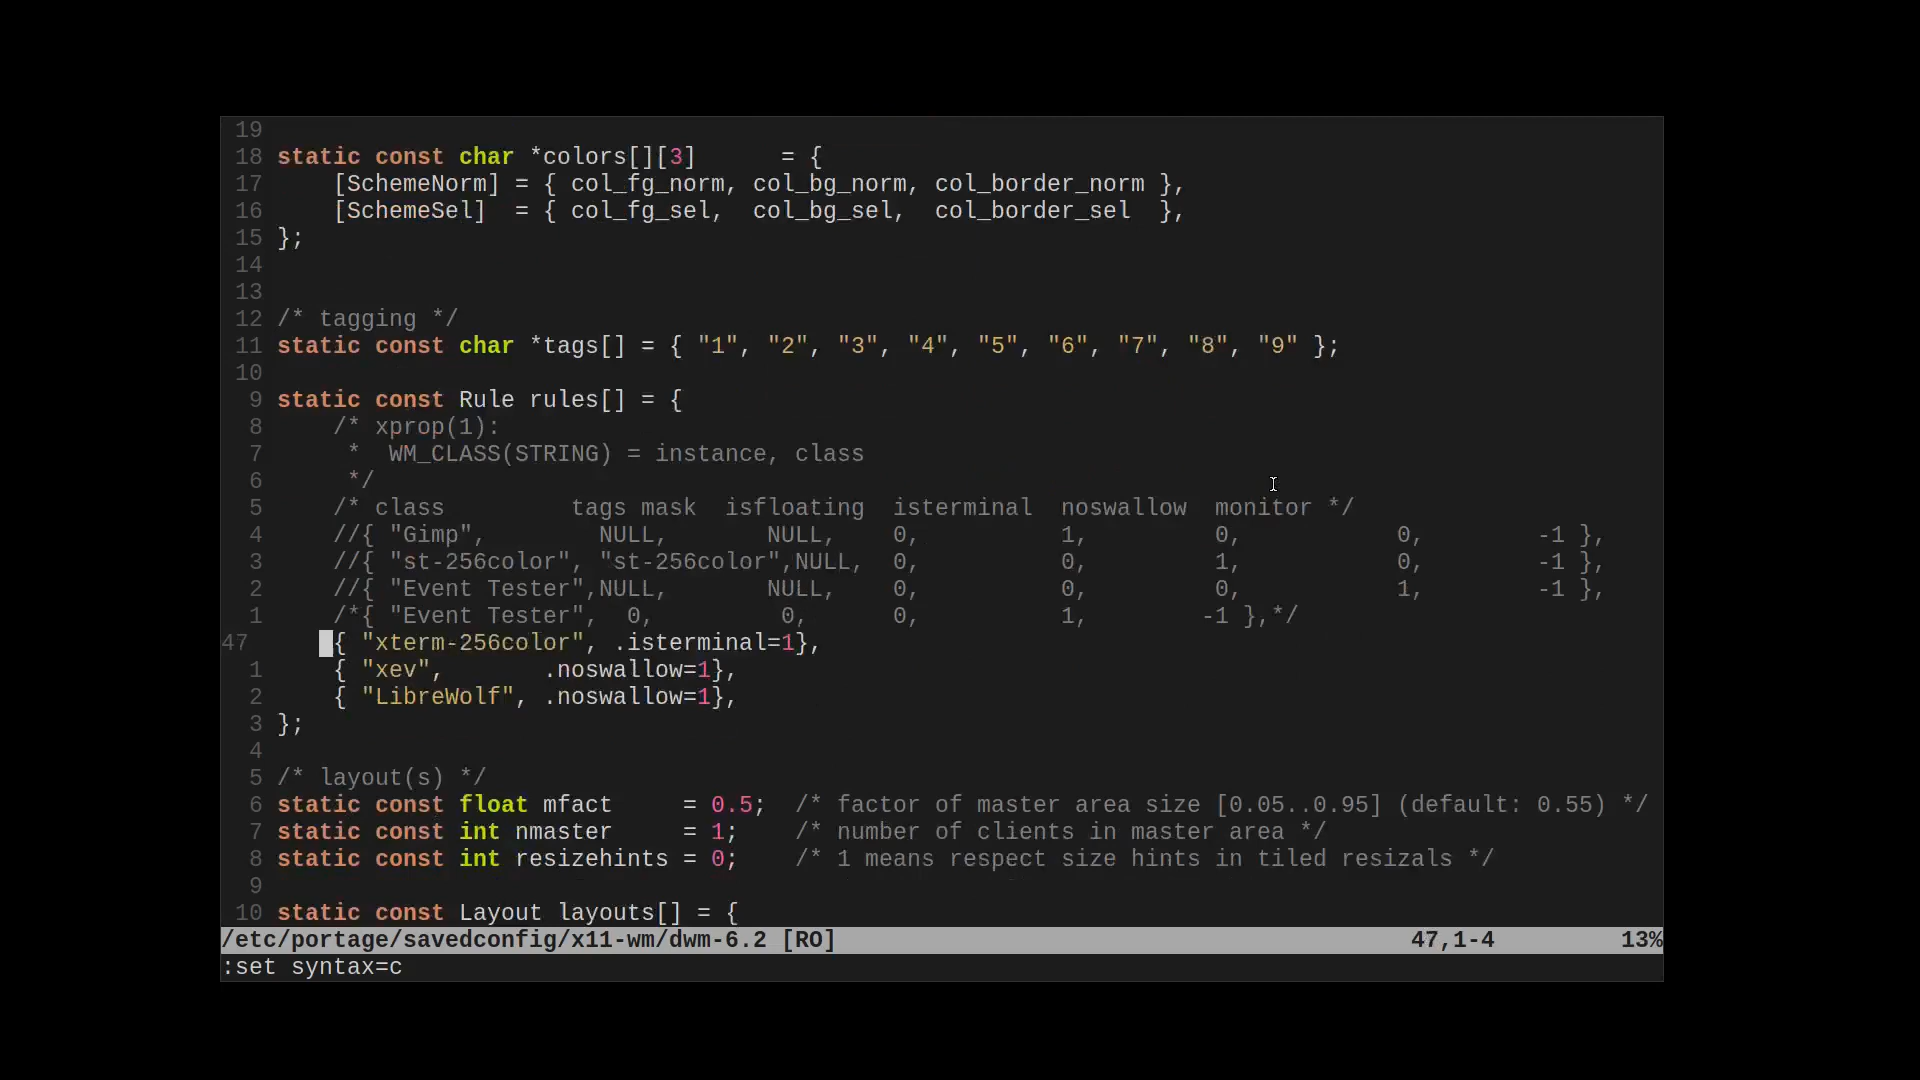 19
18 static const char *colors[][3]      = {
17     [SchemeNorm] = { col_fg_norm, col_bg_norm, col_border_norm },
16     [SchemeSel]  = { col_fg_sel,  col_bg_sel,  col_border_sel  },
15 };
14
13
12 /* tagging */
11 static const char *tags[] = { "1", "2", "3", "4", "5", "6", "7", "8", "9" };
10
9 static const Rule rules[] = {
8     /* xprop(1):
7      *  WM_CLASS(STRING) = instance, class
6      */
5     /* class         tags mask  isfloating  isterminal  noswallow  monitor */
4     //{ "Gimp",        NULL,       NULL,    0,          1,         0,           0,        -1 },
3     //{ "st-256color", "st-256color",NULL,  0,          0,         1,           0,        -1 },
2     //{ "Event Tester",NULL,       NULL,    0,          0,         0,           1,        -1 },
1     /*{ "Event Tester",  0,         0,      0,          1,        -1 },*/
47     { "xterm-256color", .isterminal=1},
1     { "xev",       .noswallow=1},
2     { "LibreWolf", .noswallow=1},
3 };
4
5 /* layout(s) */
6 static const float mfact     = 0.5;  /* factor of master area size [0.05..0.95] (default: 0.55) */
7 static const int nmaster     = 1;    /* number of clients in master area */
8 static const int resizehints = 0;    /* 1 means respect size hints in tiled resizals */
9
10 static const Layout layouts[] = {
/etc/portage/savedconfig/x11-wm/dwm-6.2 [RO]                                         47,1-4         13%
:set syntax=c